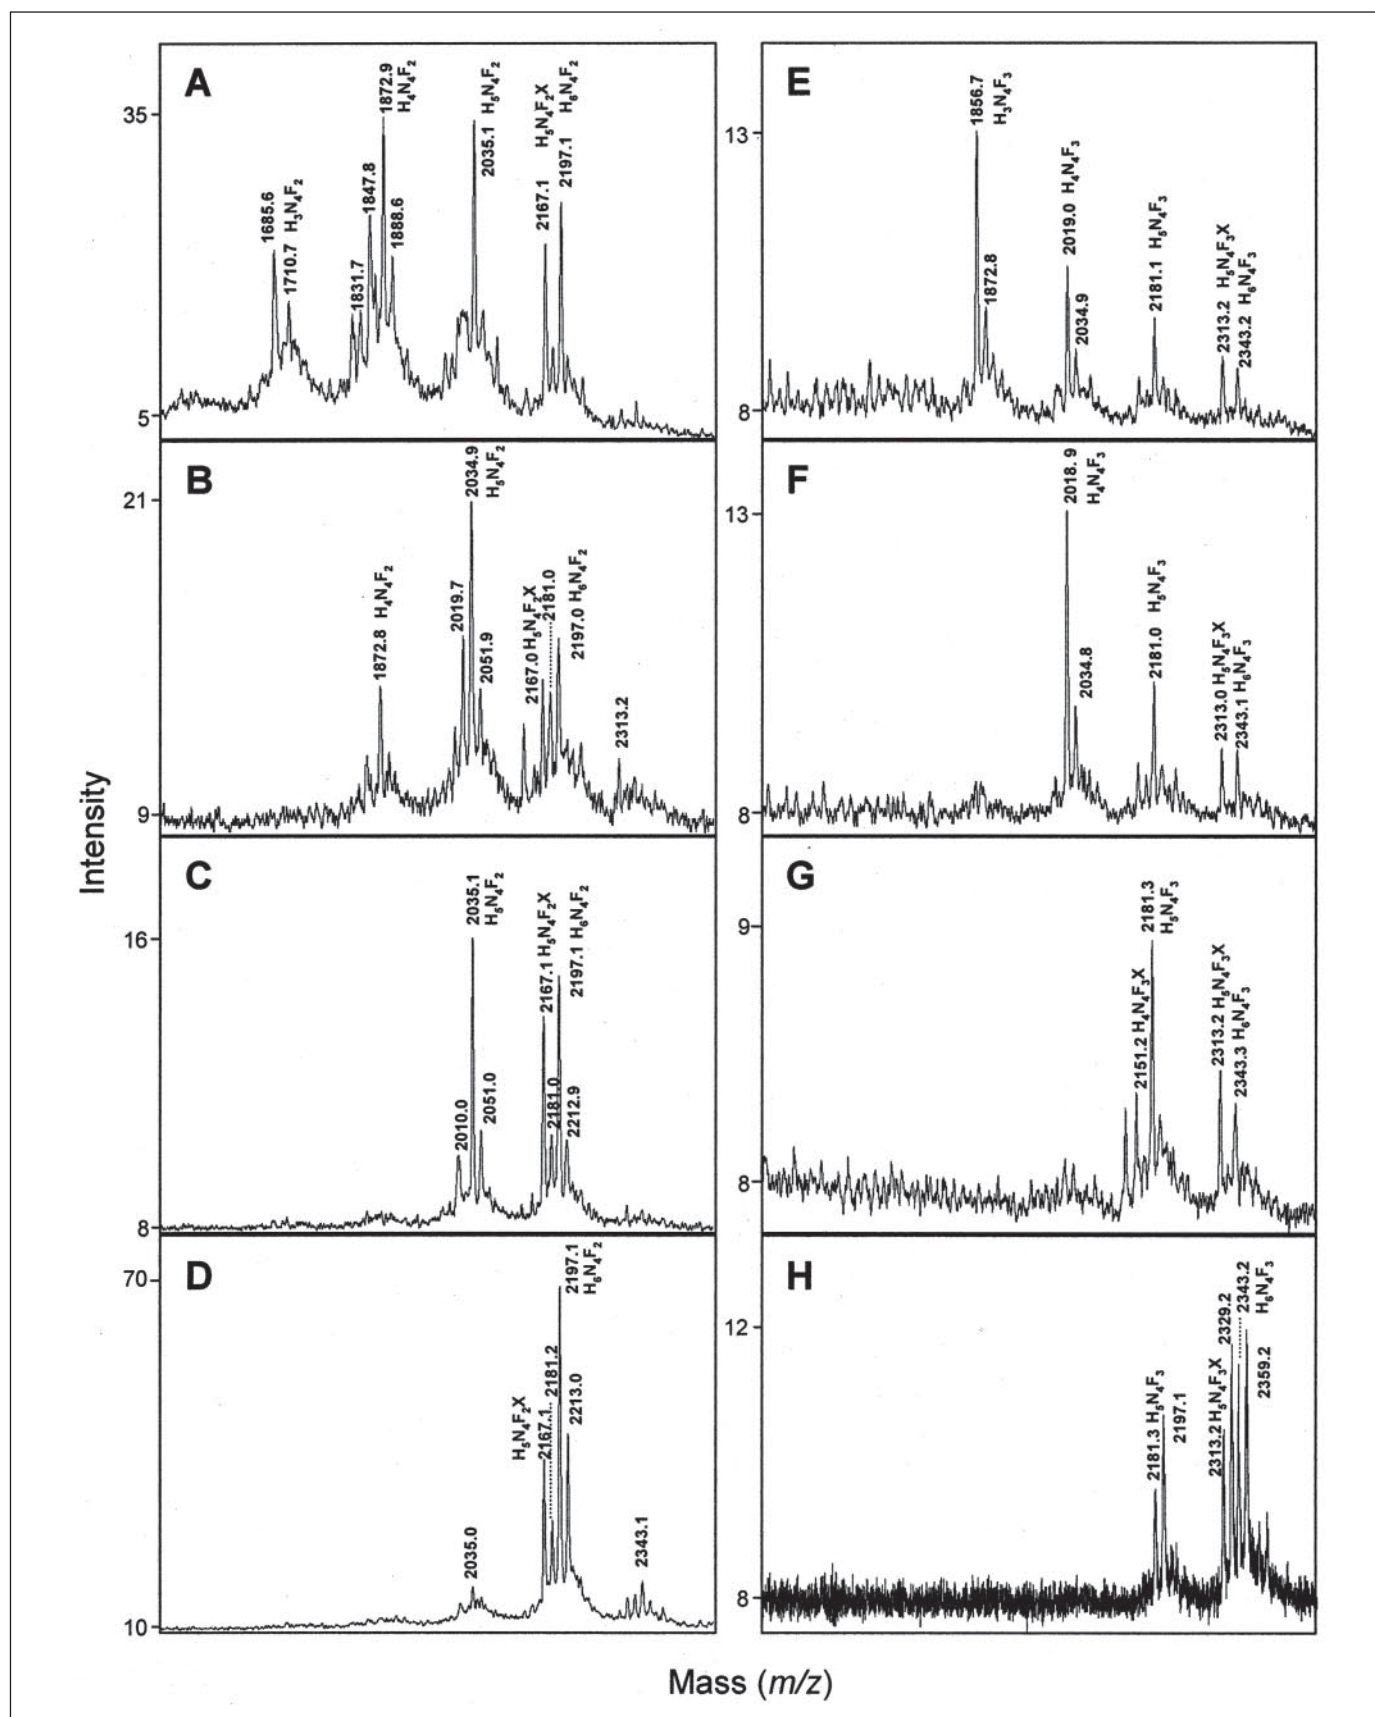 A
35
5
1685.6
1710.7 H₃N₄F₂
1831.7
1847.8
1872.9
H₄N₄F₂
1888.6
2035.1 H₅N₄F₂
2167.1 H₅N₄F₂X
2197.1 H₆N₄F₂
B
21
9
1872.8 H₄N₄F₂
2019.7
2034.9
H₅N₄F₂
2051.9
2167.0 H₅N₄F₂X
2181.0
2197.0 H₆N₄F₂
2313.2
C
16
8
2010.0
2035.1
H₅N₄F₂
2051.0
2167.1 H₅N₄F₂X
2181.0
2197.1 H₆N₄F₂
2212.9
D
70
10
2035.0
H₅N₄F₂X
2167.1
2181.2
2197.1
H₆N₄F₂
2213.0
2343.1
E
13
8
1856.7
H₃N₄F₃
1872.8
2019.0 H₄N₄F₃
2034.9
2181.1 H₅N₄F₃
2313.2 H₅N₄F₃X
2343.2 H₆N₄F₃
F
13
8
2018.9
H₄N₄F₃
2034.8
2181.0 H₅N₄F₃
2313.0 H₅N₄F₃X
2343.1 H₆N₄F₃
G
9
8
2151.2 H₄N₄F₃X
2181.3
H₅N₄F₃
2313.2 H₅N₄F₃X
2343.3 H₆N₄F₃
H
12
8
2181.3 H₅N₄F₃
2197.1
2313.2 H₅N₄F₃X
2329.2
2343.2
H₆N₄F₃
2359.2
Intensity
Mass (m/z)